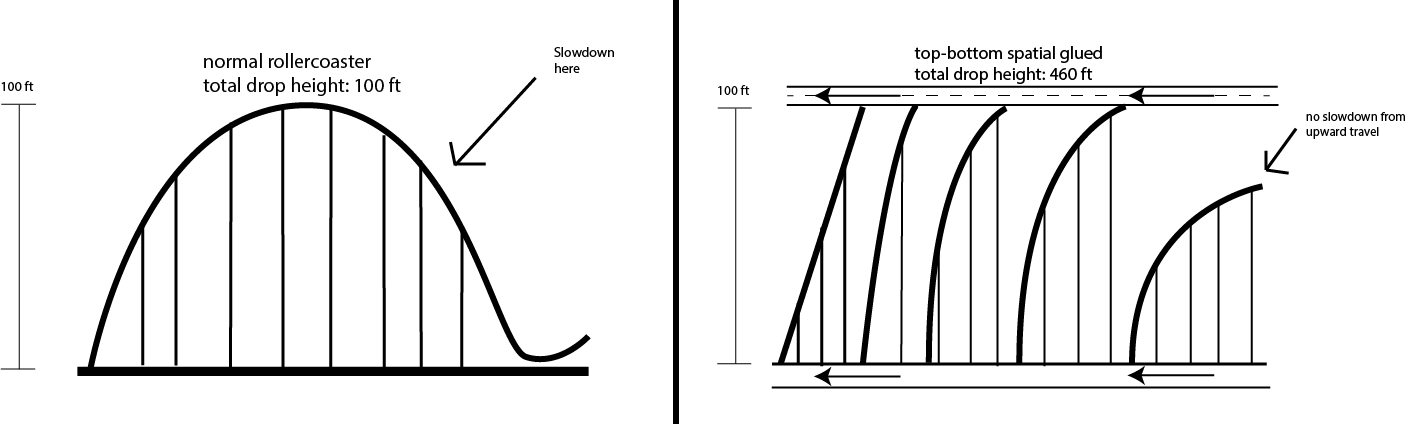 normal rollercoaster
total drop height: 100 ft
Slowdown
here
100 ft
top-bottom spatial glued
total drop height: 460 ft
100 ft
no slowdown from
upward travel